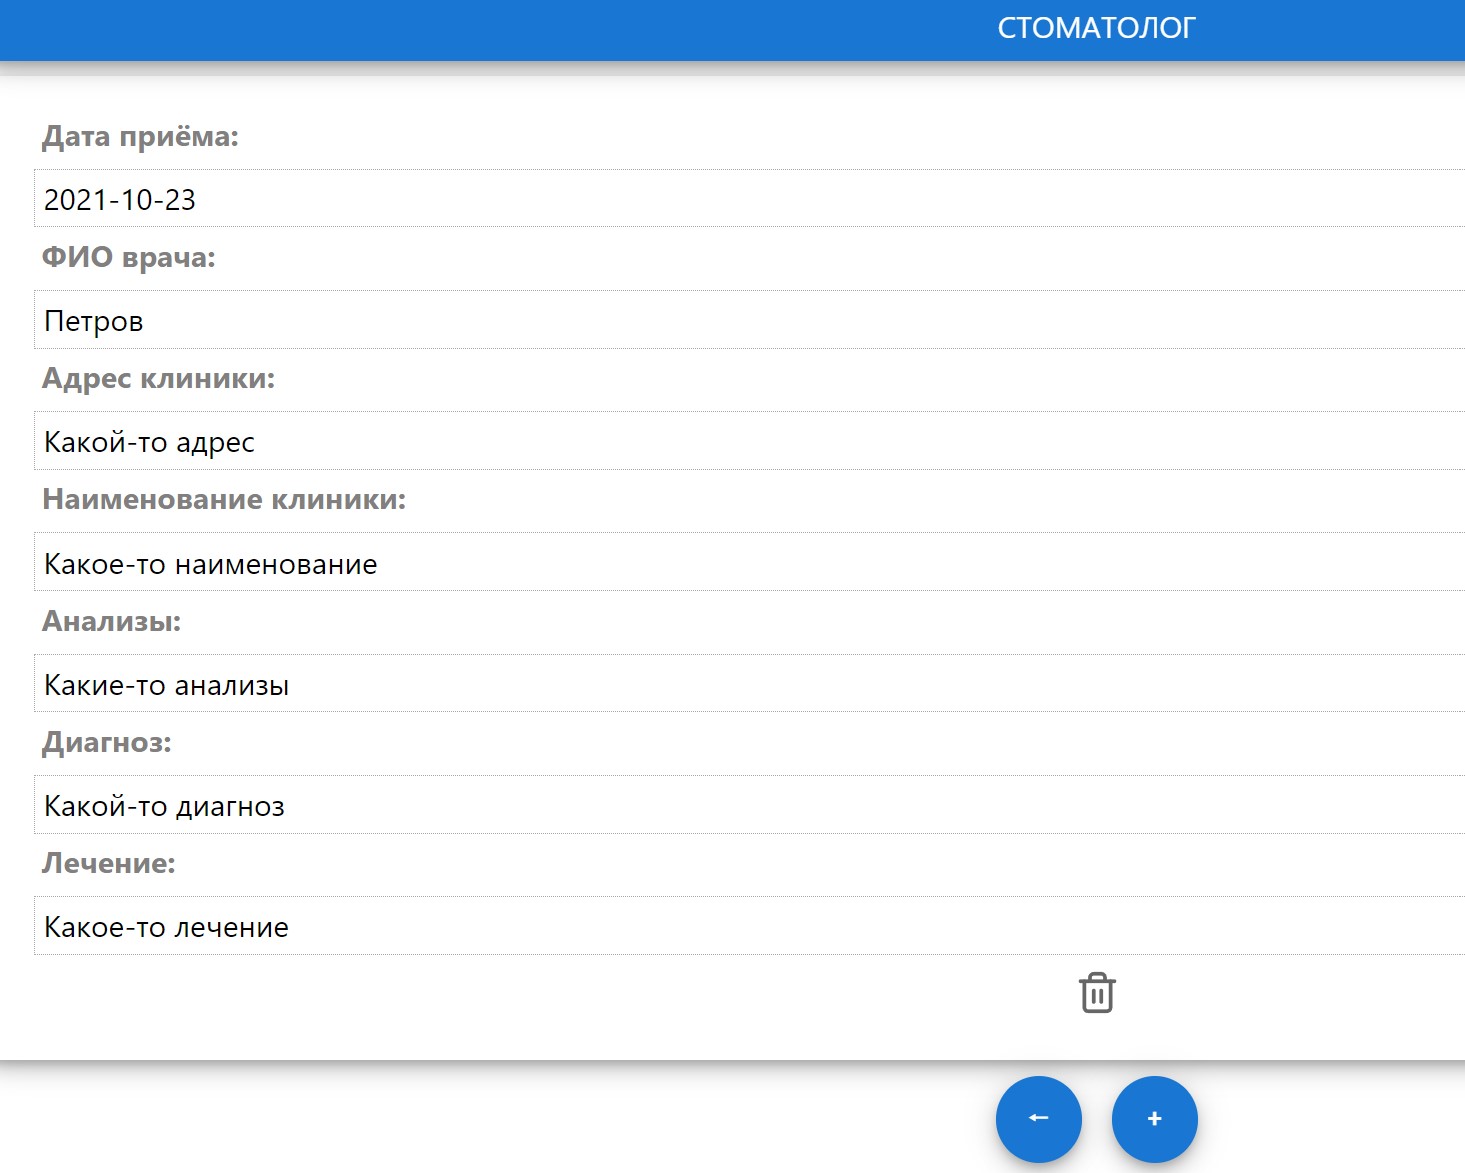 СТОМАТОЛОГ
Дата приёма:
2021-10-23
ФИО врача:
Петров
Адрес клиники:
Какой-то адрес
Наименование клиники:
Какое-то наименование
Анализы:
Какие-то анализы
Диагноз:
Какой-то диагноз
Лечение:
Какое-то лечение
← +